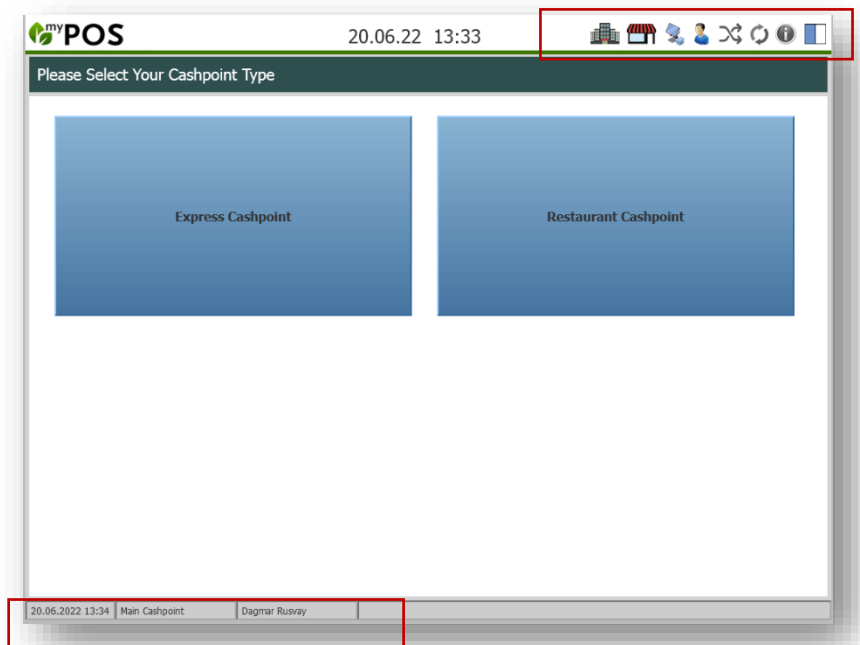 myPOS 20.06.22 13:33
Please Select Your Cashpoint Type
Express Cashpoint Restaurant Cashpoint
20.06.2022 13:34 Main Cashpoint Dagmar Rusvay